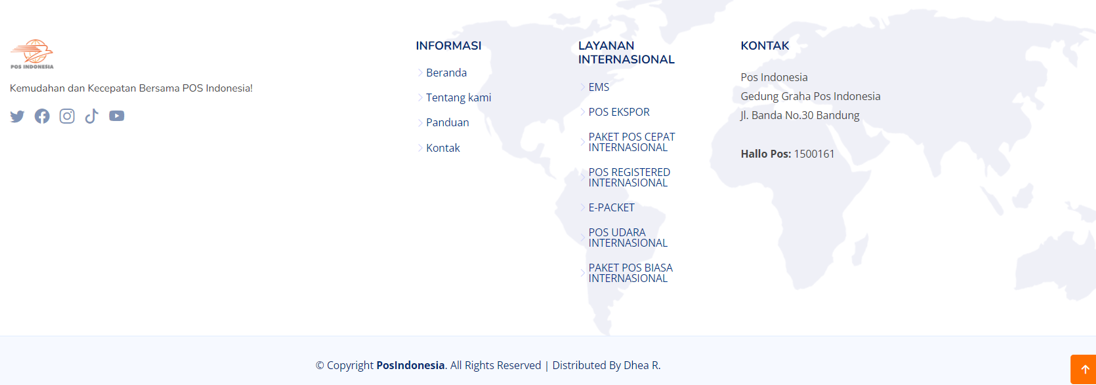 POS INDONESIA
Kemudahan dan Kecepatan Bersama POS Indonesia!
INFORMASI
Beranda
Tentang kami
Panduan
Kontak
LAYANAN
INTERNASIONAL
EMS
POS EKSPOR
PAKET POS CEPAT
INTERNASIONAL
POS REGISTERED
INTERNASIONAL
E-PACKET
POS UDARA
INTERNASIONAL
PAKET POS BIASA
INTERNASIONAL
KONTAK
Pos Indonesia
Gedung Graha Pos Indonesia
Jl. Banda No.30 Bandung
Hallo Pos: 1500161
© Copyright PosIndonesia. All Rights Reserved | Distributed By Dhea R.